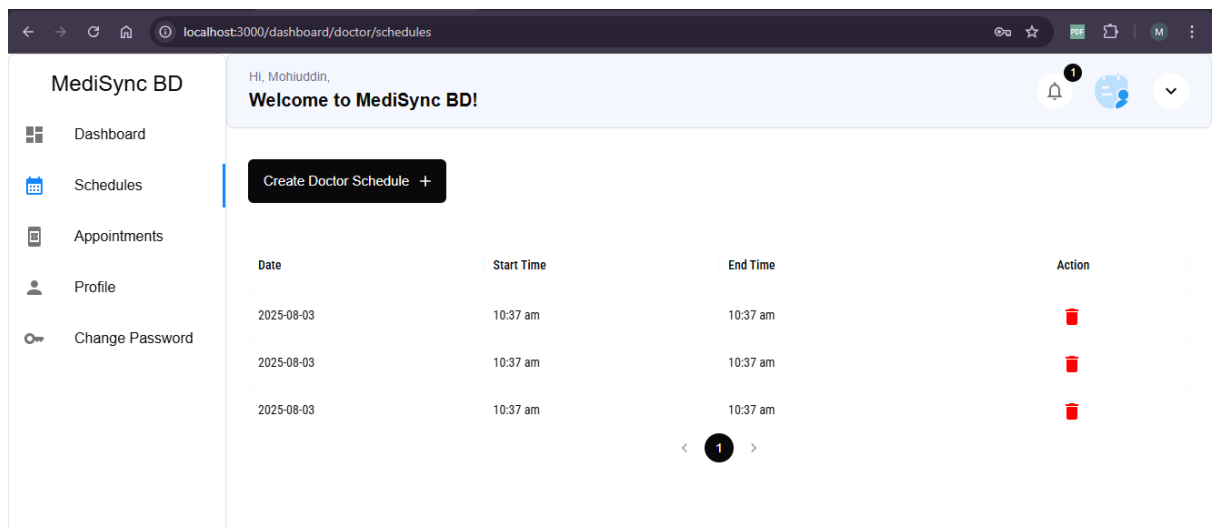 localhost:3000/dashboard/doctor/schedules
PDF
M
MediSync BD
Hi, Mohiuddin,
Welcome to MediSync BD!
1
Dashboard
Schedules
Appointments
Profile
Change Password
Create Doctor Schedule +
Date Start Time End Time Action
2025-08-03 10:37 am 10:37 am
2025-08-03 10:37 am 10:37 am
2025-08-03 10:37 am 10:37 am
< 1 >